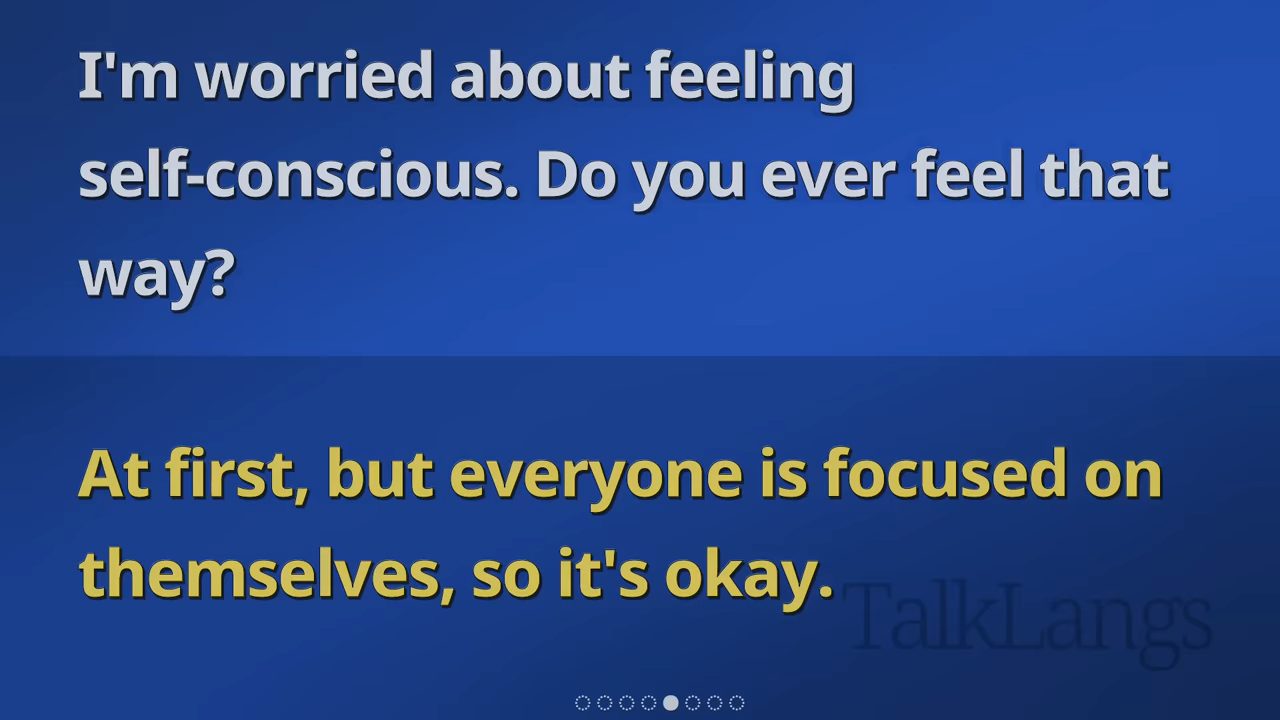 I'm worried about feeling
self-conscious. Do you ever feel that
way?
At first, but everyone is focused on
themselves, so it's okay.
TalkLangs